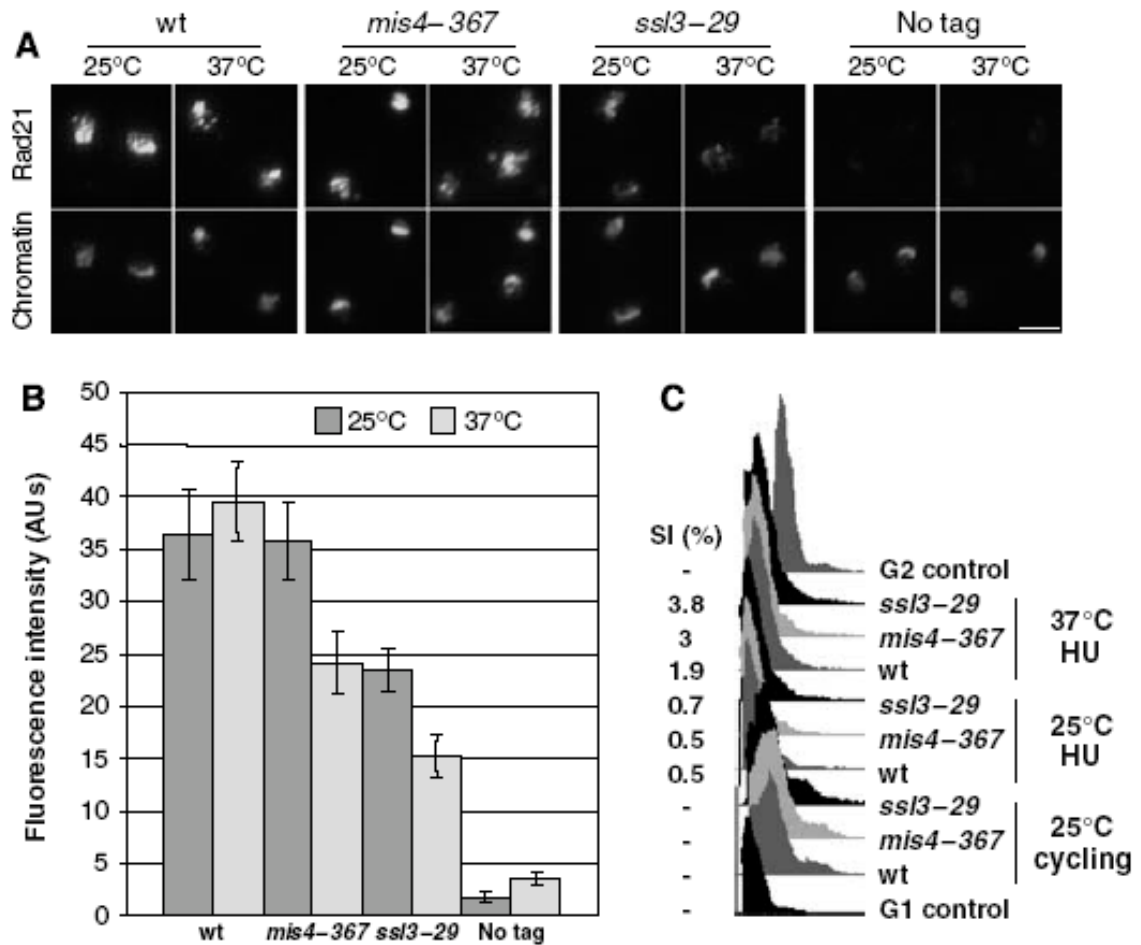 A
wt
mis4–367
ssl3–29
No tag
25°C 37°C 25°C 37°C 25°C 37°C 25°C 37°C
Rad21
Chromatin
B
50
45
40
35
30
25
20
15
10
5
0
Fluorescence intensity (AUs)
25°C 37°C
wt mis4–367 ssl3–29 No tag
C
SI (%)
- G2 control
3.8 ssl3–29
3 mis4–367
1.9 wt
37°C
HU
0.7 ssl3–29
0.5 mis4–367
0.5 wt
25°C
HU
- ssl3–29
- mis4–367
- wt
25°C
cycling
- G1 control